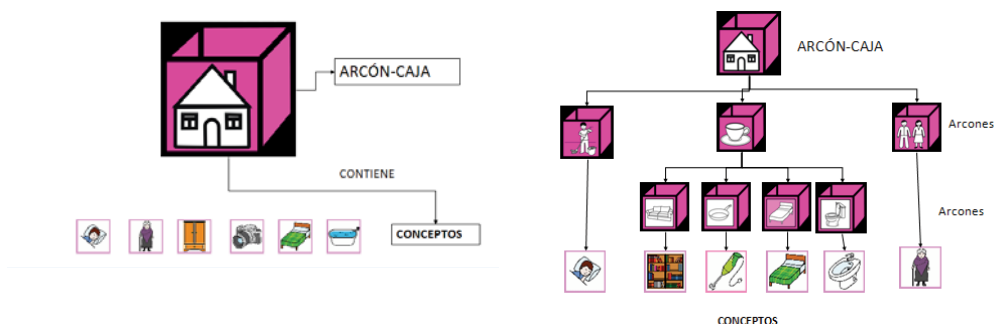 ARCÓN-CAJA
CONTIENE
CONCEPTOS
ARCÓN-CAJA
Arcones
Arcones
CONCEPTOS